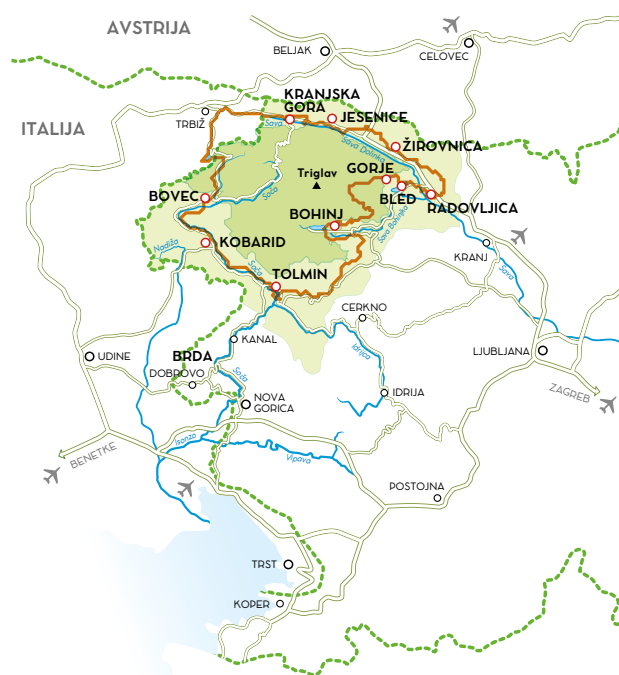 AVSTRIJA
BELJAK
CELOVEC
KRANJSKA
GORA
JESENICE
ITALIJA
TRBIŽ
Sava
Sava Dolinka
ŽIROVNICA
Triglav
GORJE
BLED
RADOVLJICA
BOVEC
Soča
BOHINJ
Sava Bohinjka
KOBARID
Nadiža
KRANJ
Sava
Soča
TOLMIN
CERKNO
KANAL
Idrijca
LJUBLJANA
UDINE
BRDA
DOBROVO
Soča
NOVA
GORICA
IDRIJA
ZAGREB
BENETKE
Isonzo
Vipava
POSTOJNA
TRST
KOPER